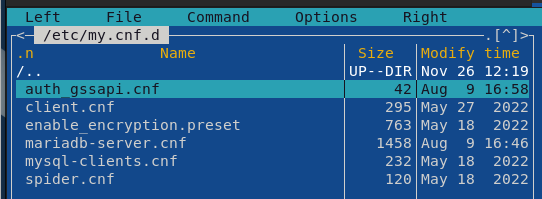 Left File Command Options Right
<─ /etc/my.cnf.d ─.[^]>
.n Name Size Modify time
/.. UP--DIR Nov 26 12:19
auth_gssapi.cnf 42 Aug 9 16:58
client.cnf 295 May 27 2022
enable_encryption.preset 763 May 18 2022
mariadb-server.cnf 1458 Aug 9 16:46
mysql-clients.cnf 232 May 18 2022
spider.cnf 120 May 18 2022